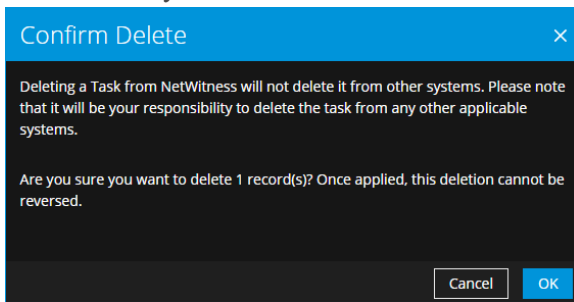 Confirm Delete ×
Deleting a Task from NetWitness will not delete it from other systems. Please note
that it will be your responsibility to delete the task from any other applicable
systems.
Are you sure you want to delete 1 record(s)? Once applied, this deletion cannot be
reversed.
Cancel OK